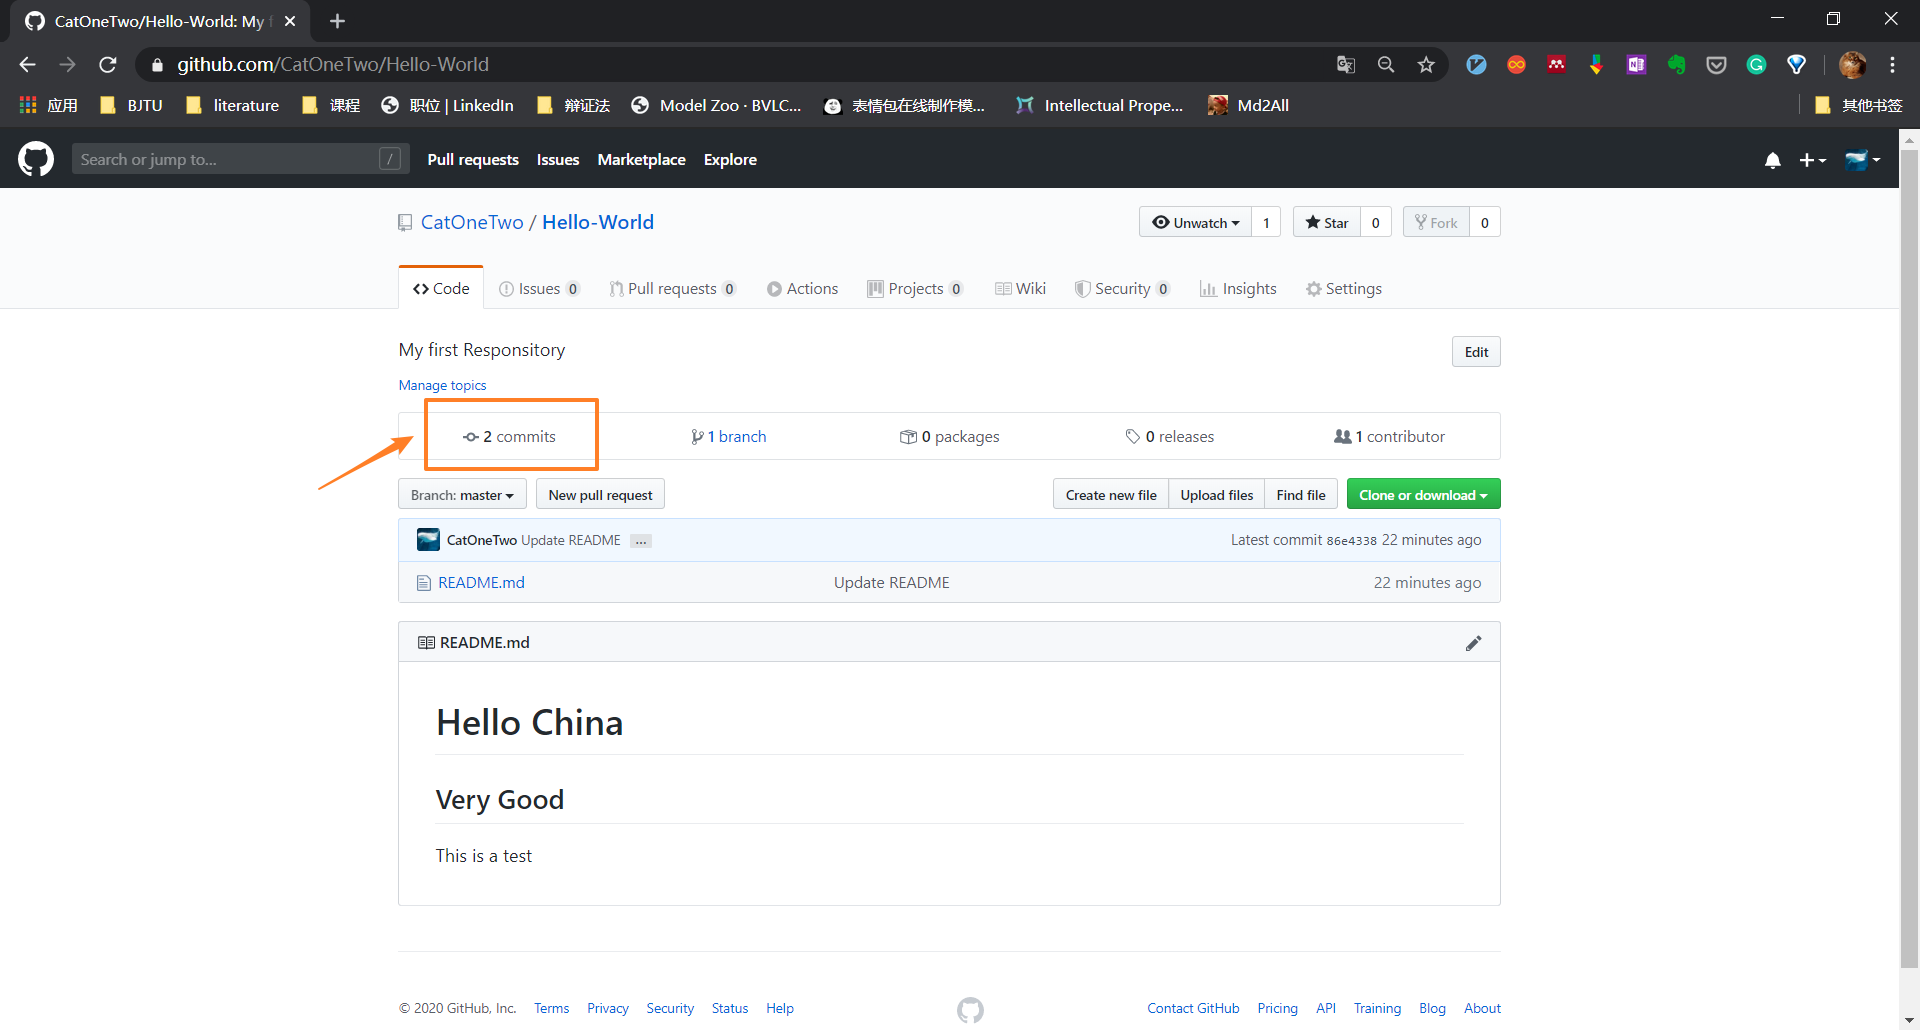 CatOneTwo/Hello-World: My f
github.com/CatOneTwo/Hello-World
应用 BJTU literature 课程 职位 | LinkedIn 辩证法 Model Zoo · BVLC... 表情包在线制作模... Intellectual Prope... Md2All 其他书签
Search or jump to... / Pull requests Issues Marketplace Explore
CatOneTwo / Hello-World Unwatch 1 Star 0 Fork 0
Code Issues 0 Pull requests 0 Actions Projects 0 Wiki Security 0 Insights Settings
My first Responsitory Edit
Manage topics
2 commits 1 branch 0 packages 0 releases 1 contributor
Branch: master New pull request Create new file Upload files Find file Clone or download
CatOneTwo Update README ... Latest commit 86e4338 22 minutes ago
README.md Update README 22 minutes ago
README.md
Hello China
Very Good
This is a test
© 2020 GitHub, Inc. Terms Privacy Security Status Help Contact GitHub Pricing API Training Blog About